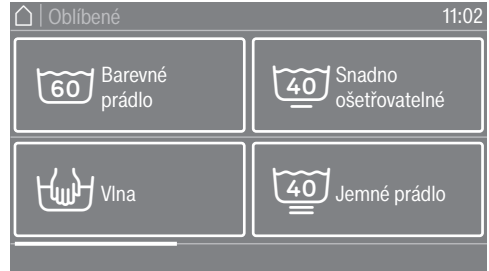 Oblíbené 11:02
60 Barevné
prádlo
40 Snadno
ošetřovatelné
Vlna
40 Jemné prádlo